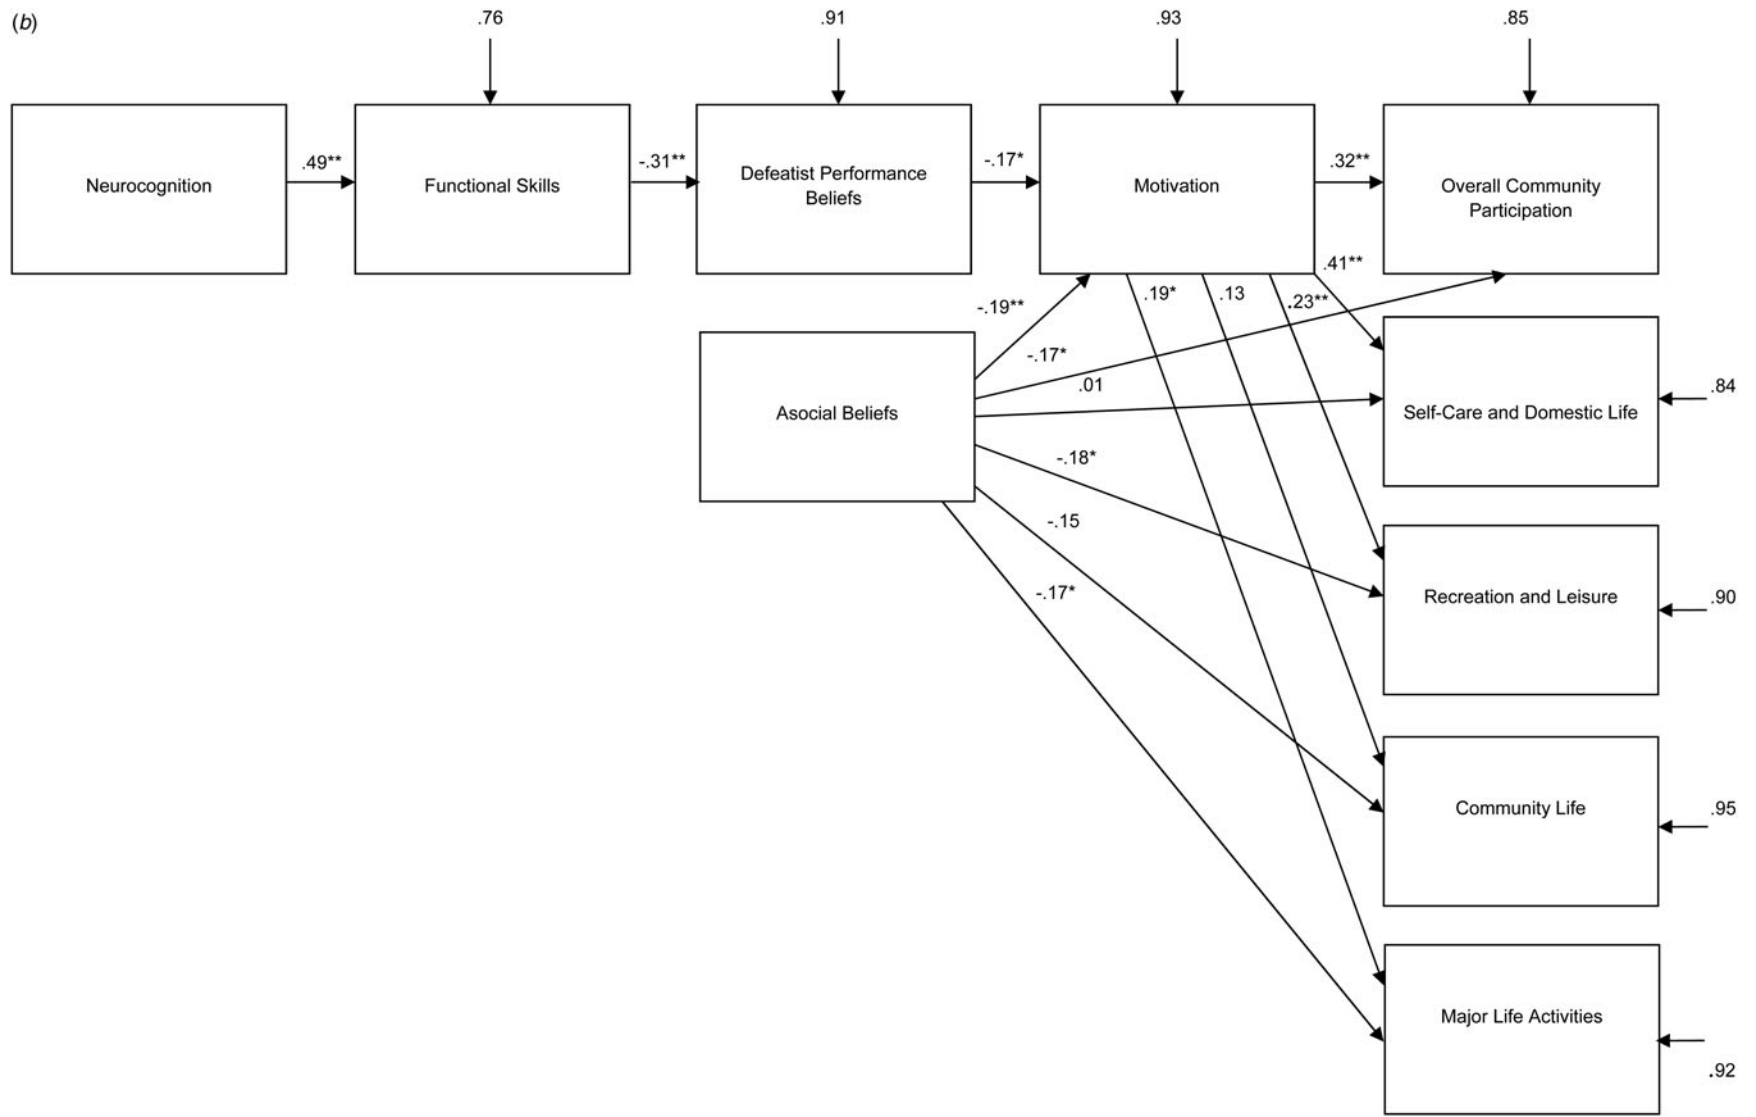 (b)
.76
.91
.93
.85
Neurocognition
.49**
Functional Skills
-.31**
Defeatist Performance
Beliefs
-.17*
Motivation
.32**
Overall Community
Participation
-.19**
.19*
.13
.23**
.41**
-.17*
.01
Asocial Beliefs
Self-Care and Domestic Life
.84
-.18*
-.15
-.17*
Recreation and Leisure
.90
Community Life
.95
Major Life Activities
.92